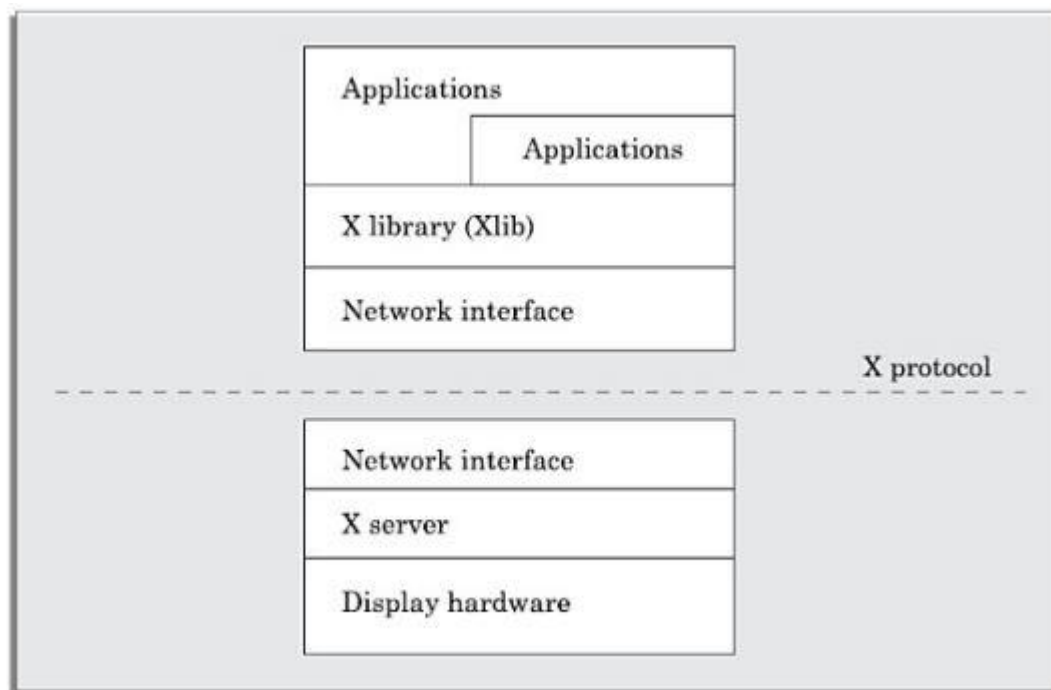 Applications
Applications
X library (Xlib)
Network interface
X protocol
Network interface
X server
Display hardware